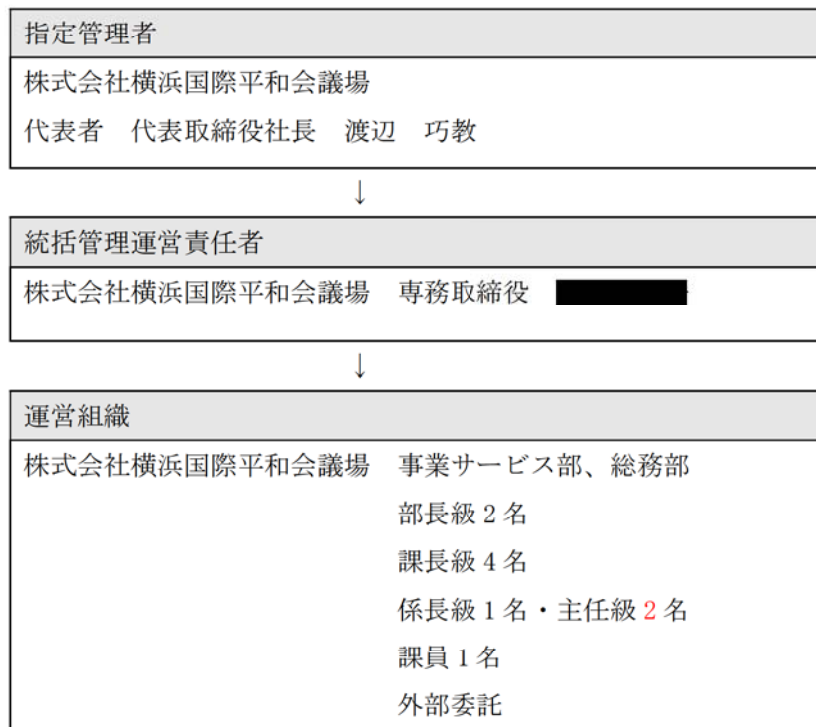 指定管理者
株式会社横浜国際平和会議場
代表者　代表取締役社長　渡辺　巧教
↓
統括管理運営責任者
株式会社横浜国際平和会議場　専務取締役
↓
運営組織
株式会社横浜国際平和会議場　事業サービス部、総務部
部長級 2 名
課長級 4 名
係長級 1 名・主任級 2 名
課員 1 名
外部委託